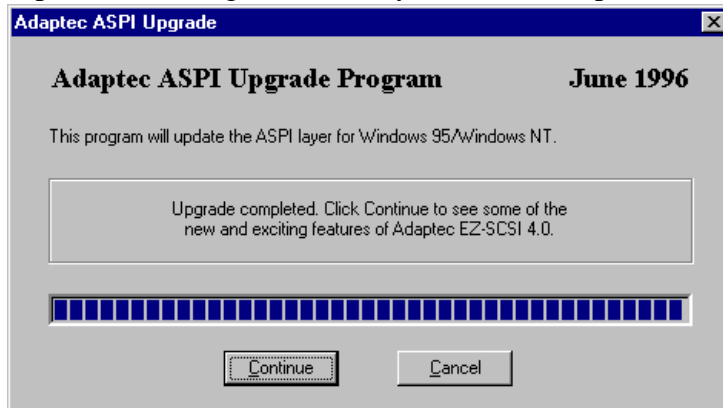 Adaptec ASPI Upgrade
Adaptec ASPI Upgrade Program June 1996
This program will update the ASPI layer for Windows 95/Windows NT.
Upgrade completed. Click Continue to see some of the
new and exciting features of Adaptec EZ-SCSI 4.0.
Continue Cancel